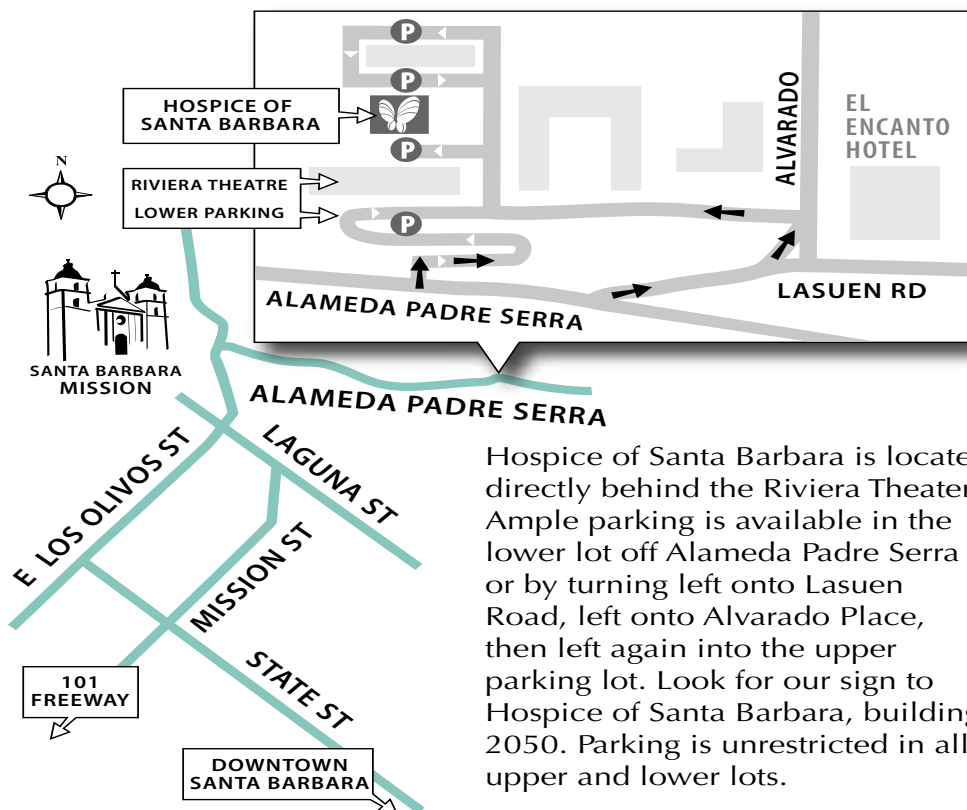 P
P
HOSPICE OF
SANTA BARBARA
P
RIVIERA THEATRE
LOWER PARKING
P
ALVARADO
EL
ENCANTO
HOTEL
LASUEN RD
ALAMEDA PADRE SERRA
N
SANTA BARBARA
MISSION
ALAMEDA PADRE SERRA
LAGUNA ST
E LOS OLIVOS ST
MISSION ST
STATE ST
101
FREEWAY
DOWNTOWN
SANTA BARBARA
Hospice of Santa Barbara is locate
directly behind the Riviera Theater
Ample parking is available in the
lower lot off Alameda Padre Serra
or by turning left onto Lasuen
Road, left onto Alvarado Place,
then left again into the upper
parking lot. Look for our sign to
Hospice of Santa Barbara, building
2050. Parking is unrestricted in all
upper and lower lots.